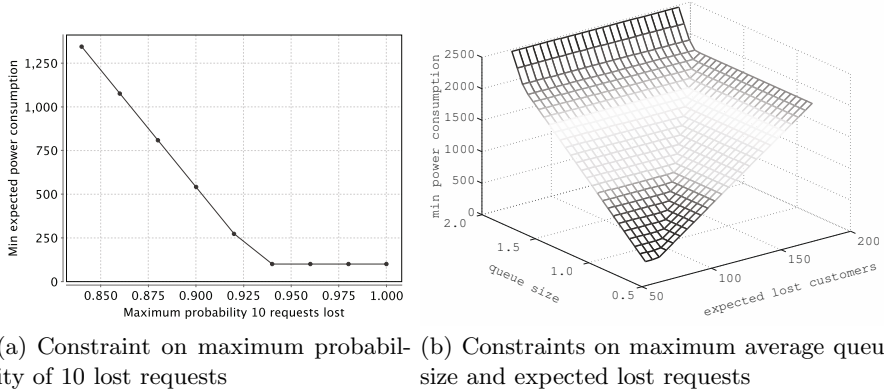 1,250
1,000
750
500
250
0
Min expected power consumption
0.850 0.875 0.900 0.925 0.950 0.975 1.000
Maximum probability 10 requests lost
2500
2000
1500
1000
500
0
min power consumption
2.0
1.5
1.0
0.5
queue size
50
100
150
200
expected lost customers
(a) Constraint on maximum probabil-
ity of 10 lost requests
(b) Constraints on maximum average queu
size and expected lost requests